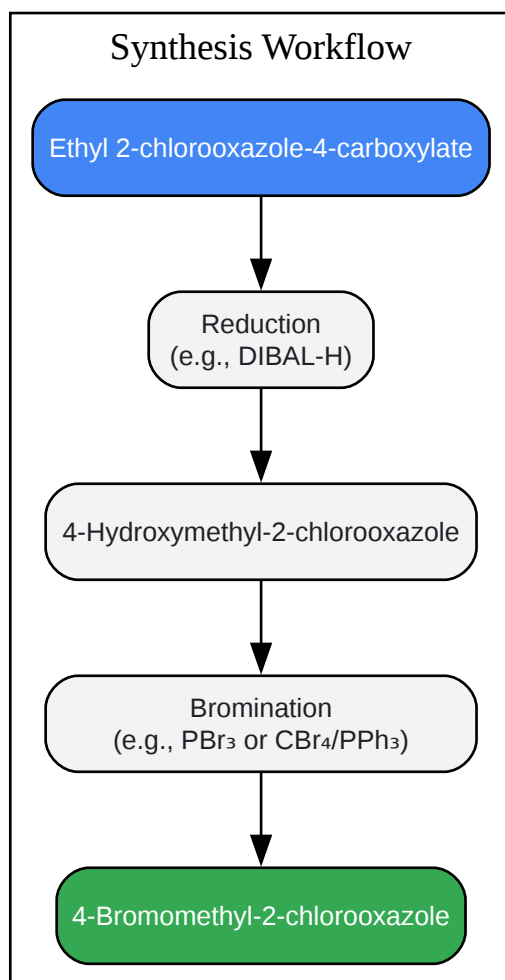 Synthesis Workflow
Ethyl 2-chlorooxazole-4-carboxylate
Reduction
(e.g., DIBAL-H)
4-Hydroxymethyl-2-chlorooxazole
Bromination
(e.g., PBr₃ or CBr₄/PPh₃)
4-Bromomethyl-2-chlorooxazole